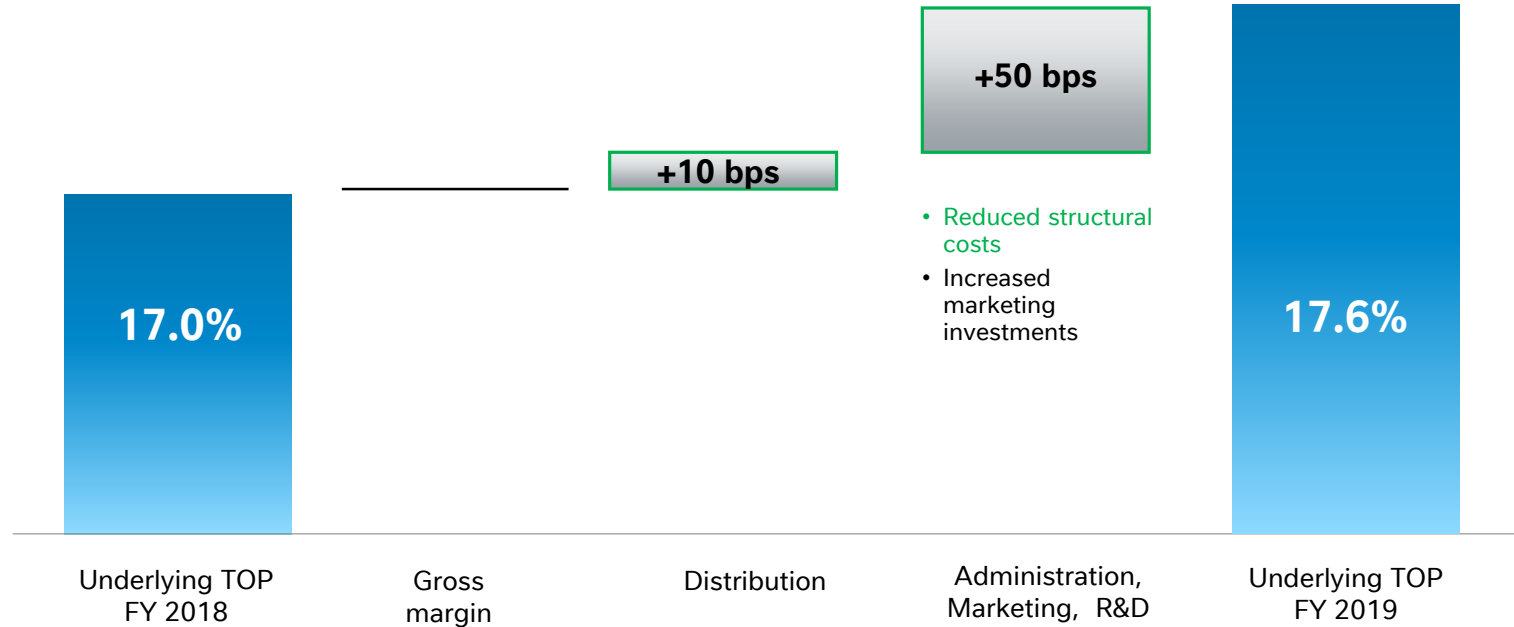 +50 bps
+10 bps
• Reduced structural
costs
• Increased
marketing
investments
17.0%
17.6%
Underlying TOP
FY 2018
Gross
margin
Distribution
Administration,
Marketing, R&D
Underlying TOP
FY 2019